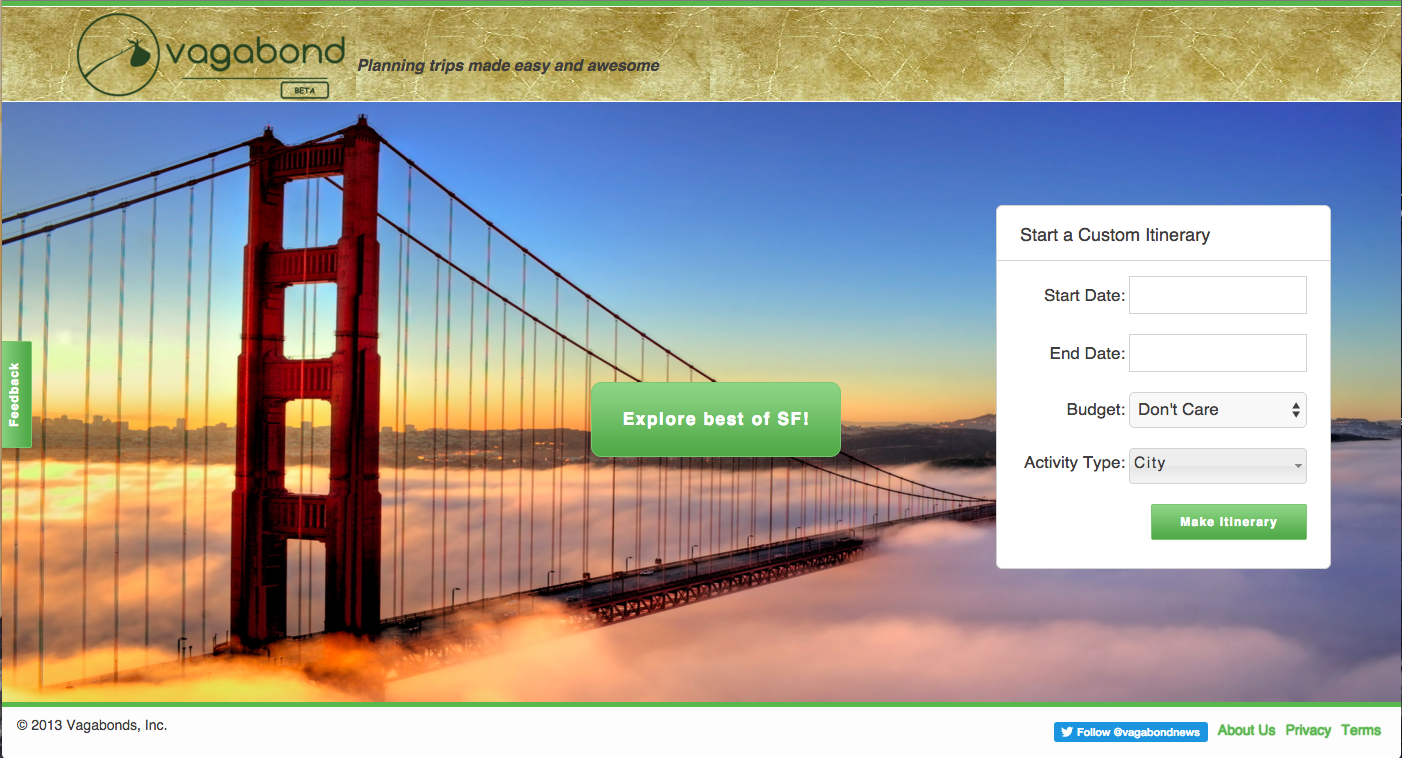 vagabond
BETA
Planning trips made easy and awesome
Start a Custom Itinerary
Start Date:
End Date:
Budget: Don't Care
Activity Type: City
Make Itinerary
Explore best of SF!
Feedback
© 2013 Vagabonds, Inc.
Follow @vagabondnews About Us Privacy Terms